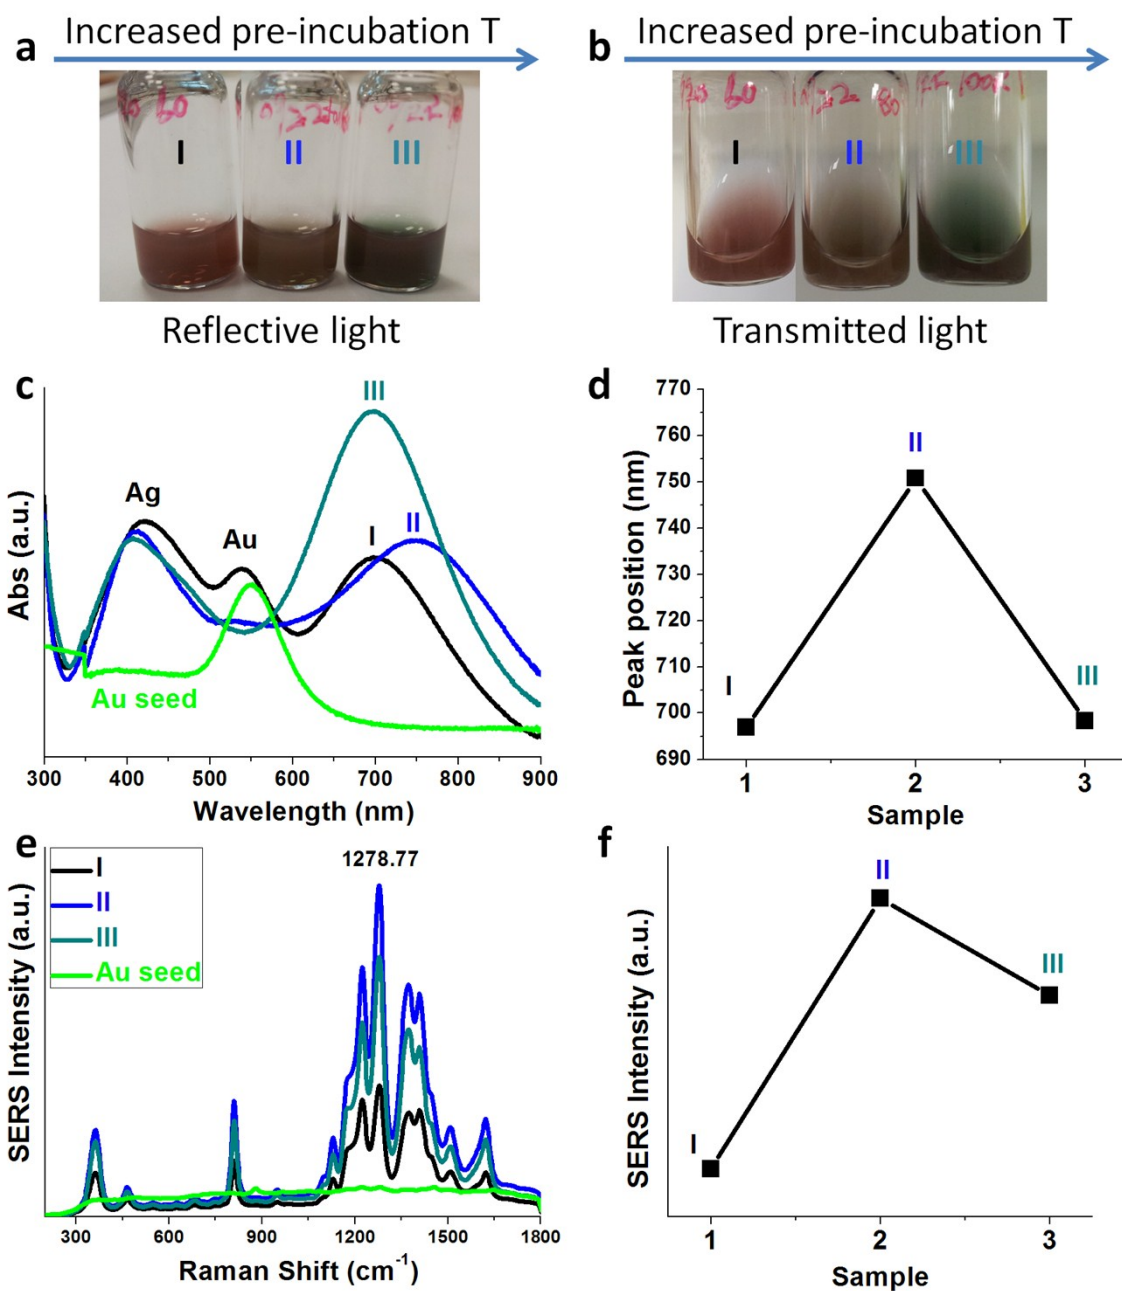 a
Increased pre-incubation T
I
II
III
Reflective light
b
Increased pre-incubation T
60
I
II
80
III
Transmitted light
c
Abs (a.u.)
Ag
Au
I
II
III
Au seed
300 400 500 600 700 800 900
Wavelength (nm)
d
Peak position (nm)
770
760
750
740
730
720
710
700
690
I
II
III
1 2 3
Sample
e
SERS Intensity (a.u.)
I
II
III
Au seed
1278.77
300 600 900 1200 1500 1800
Raman Shift (cm⁻¹)
f
SERS Intensity (a.u.)
I
II
III
1 2 3
Sample